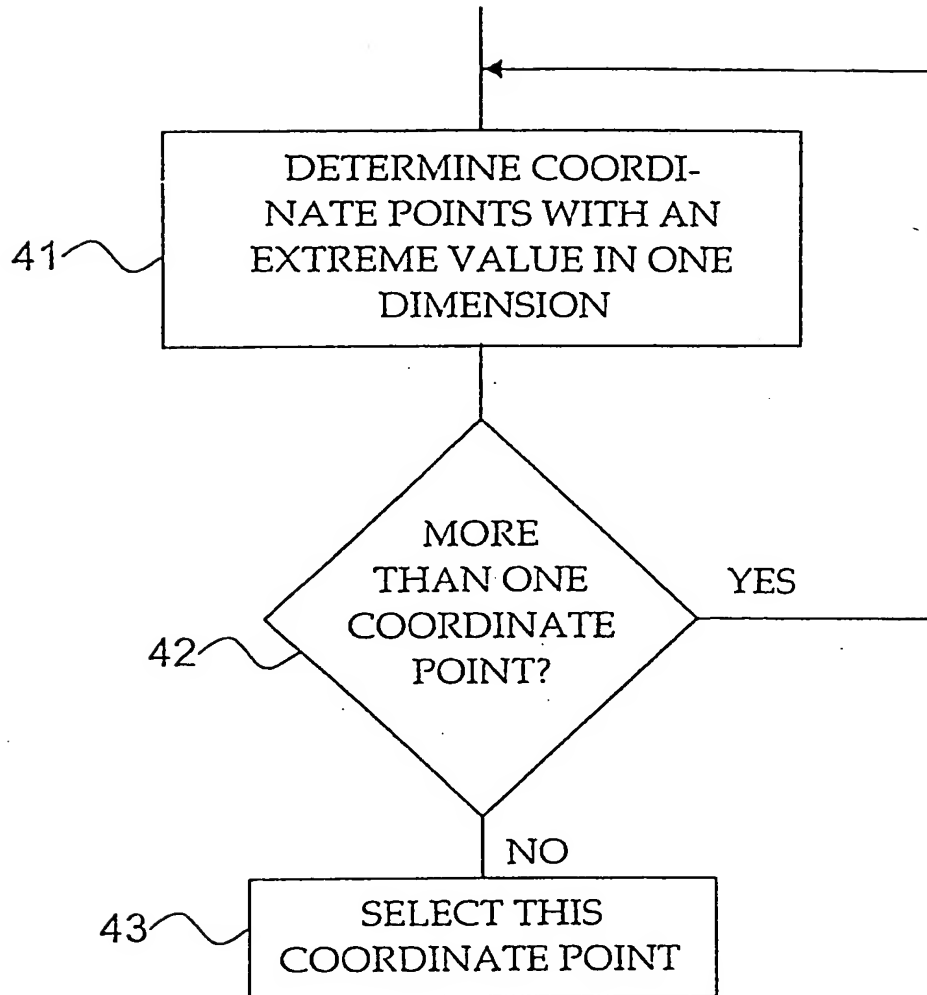 DETERMINE COORDI-
NATE POINTS WITH AN
EXTREME VALUE IN ONE
DIMENSION
41
MORE
THAN ONE
COORDINATE
POINT?
YES
42
NO
SELECT THIS
COORDINATE POINT
43